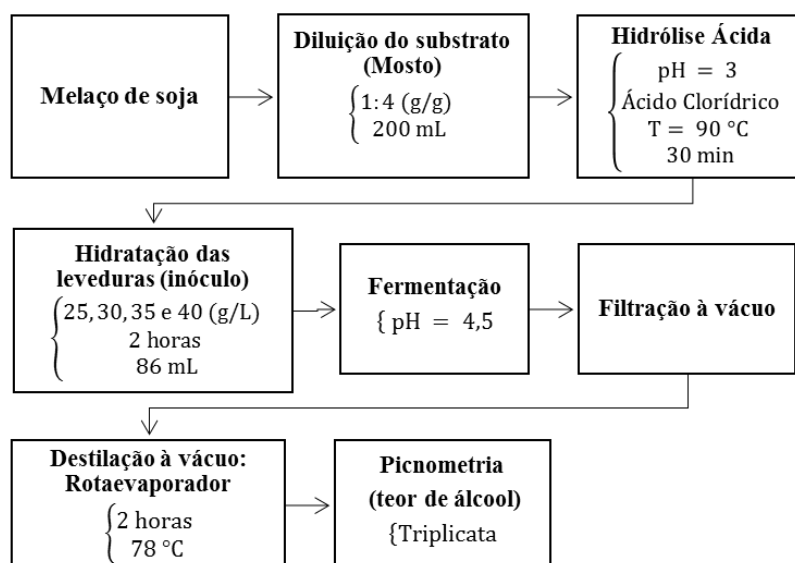 Melaço de soja
Diluição do substrato
(Mosto)
1: 4 (g/g)
200 mL
Hidrólise Ácida
pH = 3
Ácido Clorídrico
T = 90 °C
30 min
Hidratação das
leveduras (inóculo)
25, 30, 35 e 40 (g/L)
2 horas
86 mL
Fermentação
{ pH = 4,5
Filtração à vácuo
Destilação à vácuo:
Rotaevaporador
2 horas
78 °C
Picnometria
(teor de álcool)
{Triplicata